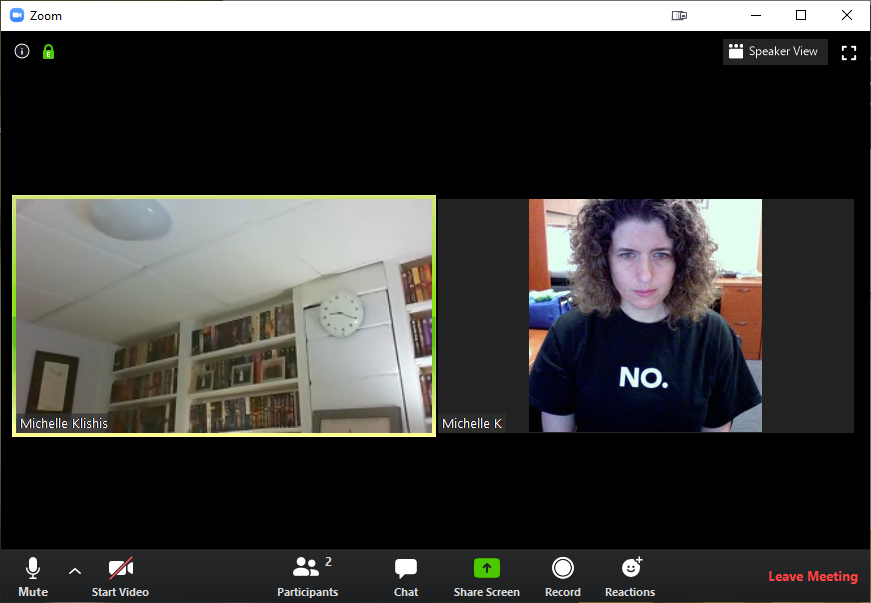 Zoom
E
Speaker View
Michelle Klishis
Michelle K
NO.
2
Mute
Start Video
Participants
Chat
Share Screen
Record
Reactions
Leave Meeting